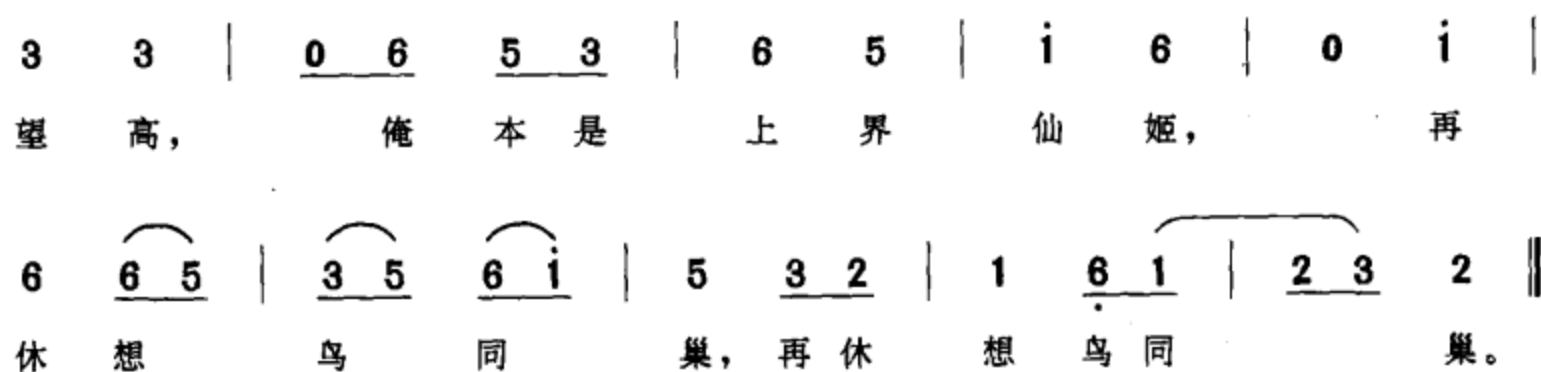 3 3 | 0 6 5 3 | 6 5 | i 6 | 0 i |
望 高， 俺 本 是 上 界 仙 姬， 再
6 6 5 | 3 5 6 i | 5 3 2 | 1 6 1 | 2 3 2 ‖
休 想 鸟 同 巢，再 休 想 鸟 同 巢。